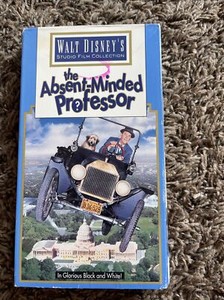 WALT DISNEY'S
STUDIO FILM COLLECTION
the
Absent-Minded
Professor
In Glorious Black and White!